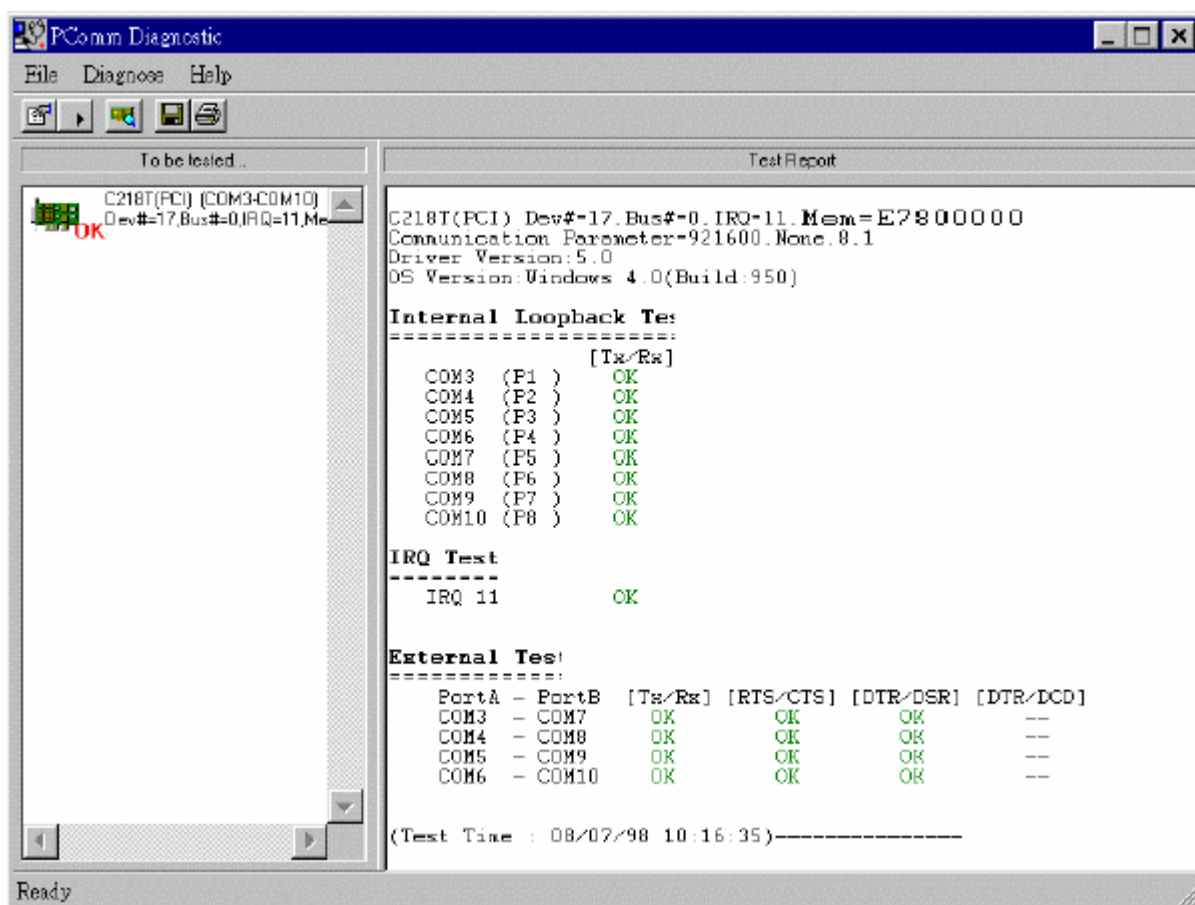 PComm Diagnostic
File Diagnose Help
To be tested...
Test Report
C218T(PCI) (COM3-COM10)
Dev#=17,Bus#=0,IRQ=11,Me
OK
C218T(PCI) Dev#=17.Bus#=0.IRQ=11.Mem=E7800000
Communication Parameter=921600.None.8.1
Driver Version:5.0
OS Version:Windows 4.0(Build:950)
Internal Loopback Tes
======================
[Tx/Rx]
COM3 (P1 ) OK
COM4 (P2 ) OK
COM5 (P3 ) OK
COM6 (P4 ) OK
COM7 (P5 ) OK
COM8 (P6 ) OK
COM9 (P7 ) OK
COM10 (P8 ) OK
IRQ Test
--------
IRQ 11 OK
External Test
=============
PortA - PortB [Tx/Rx] [RTS/CTS] [DTR/DSR] [DTR/DCD]
COM3 - COM7 OK OK OK --
COM4 - COM8 OK OK OK --
COM5 - COM9 OK OK OK --
COM6 - COM10 OK OK OK --
(Test Time : 08/07/98 10:16:35)---------------
Ready